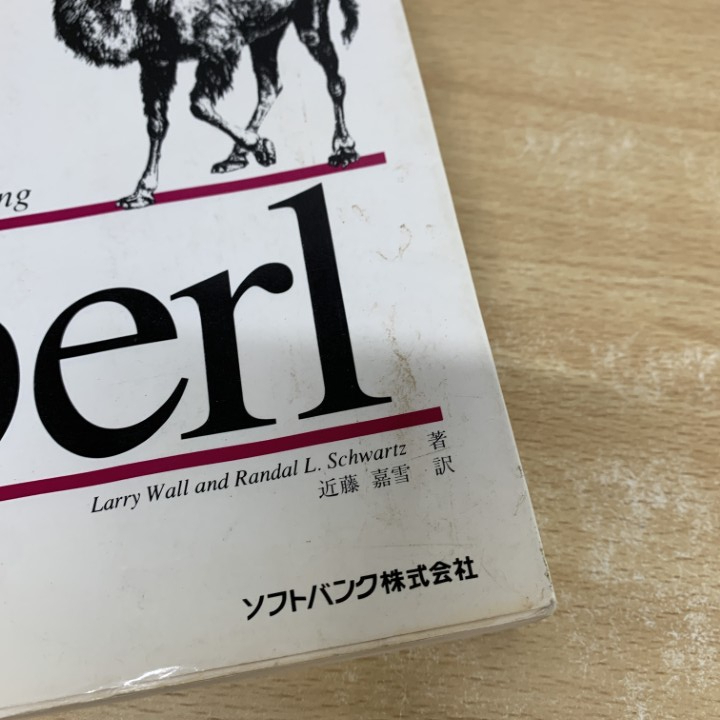 ng
perl
Larry Wall and Randal L. Schwartz 著
近藤 嘉雪 訳
ソフトバンク株式会社